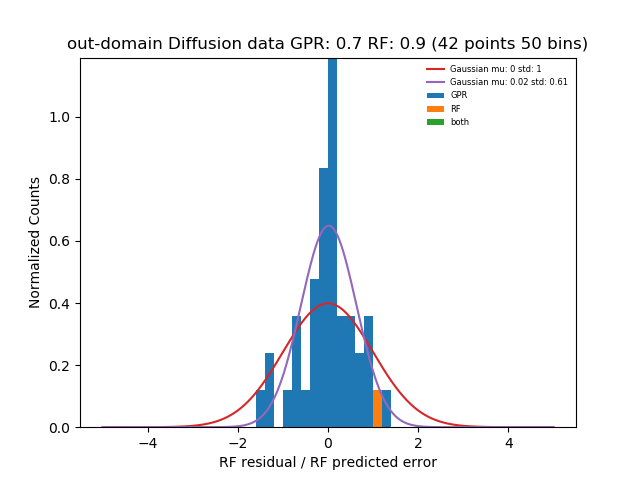 out-domain Diffusion data GPR: 0.7 RF: 0.9 (42 points 50 bins)
Gaussian mu: 0 std: 1
Gaussian mu: 0.02 std: 0.61
GPR
RF
both
Normalized Counts
1.0
0.8
0.6
0.4
0.2
0.0
−4
−2
0
2
4
RF residual / RF predicted error